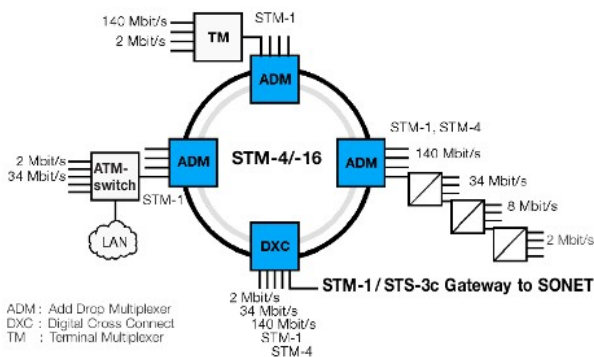 140 Mbit/s
2 Mbit/s
TM
STM-1
ADM
STM-1, STM-4
140 Mbit/s
34 Mbit/s
8 Mbit/s
2 Mbit/s
ADM
STM-4/-16
ADM
2 Mbit/s
34 Mbit/s
ATM-
switch
STM-1
LAN
DXC
STM-1/STS-3c Gateway to SONET
2 Mbit/s
34 Mbit/s
140 Mbit/s
STM-1
STM-4
ADM : Add Drop Multiplexer
DXC : Digital Cross Connect
TM : Terminal Multiplexer